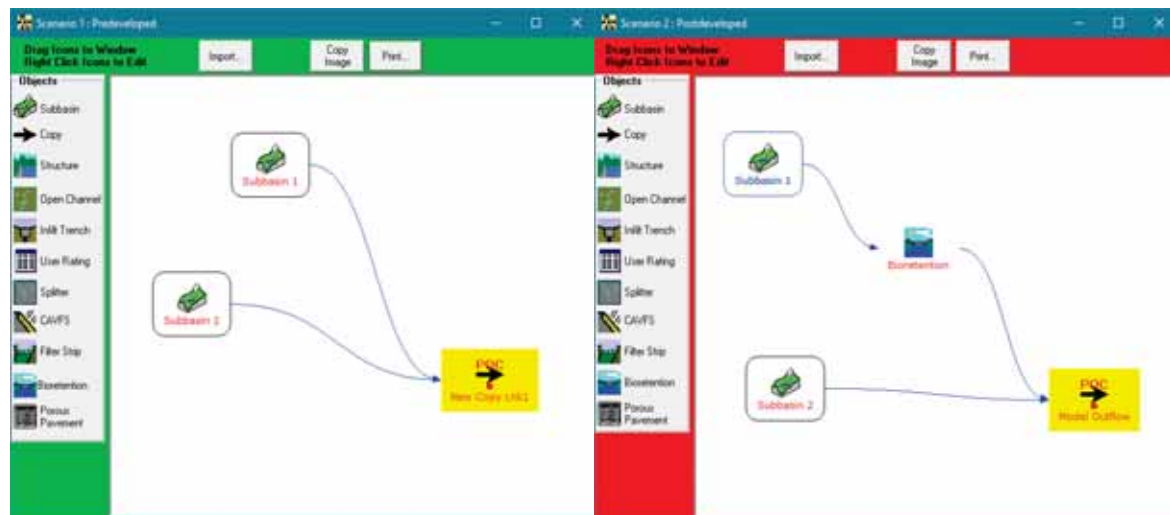 Scenario 1 : Predeveloped
Drag Icons to Window
Right Click Icons to Edit
Import...
Copy
Image
Print...
Objects
Subbasin
Copy
Structure
Open Channel
Infilt Trench
User Rating
Splitter
CAVFS
Filter Strip
Bioretention
Porous
Pavement
Subbasin 1
Subbasin 2
POC
New Copy Lnk1
Scenario 2 : Postdeveloped
Drag Icons to Window
Right Click Icons to Edit
Import...
Copy
Image
Print...
Objects
Subbasin
Copy
Structure
Open Channel
Infilt Trench
User Rating
Splitter
CAVFS
Filter Strip
Bioretention
Porous
Pavement
Subbasin 1
Bioretention
Subbasin 2
POC
Model Outflow